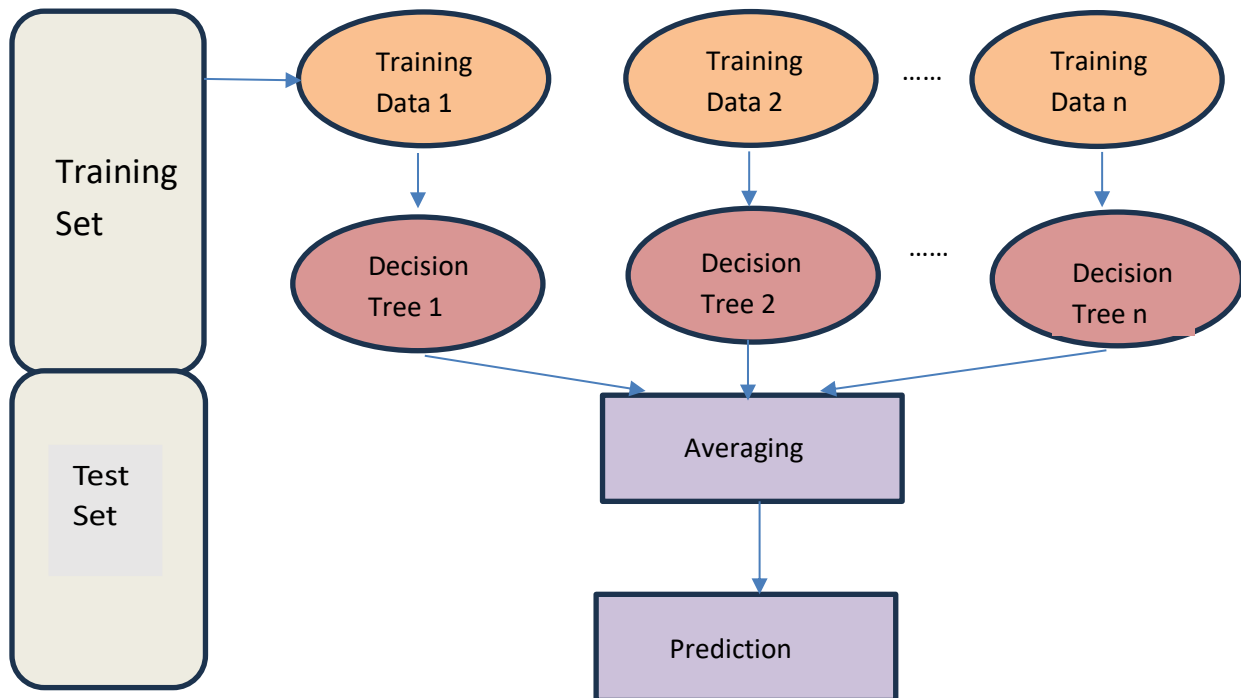 Training
Set
Test
Set
Training
Data 1
Training
Data 2
……
Training
Data n
Decision
Tree 1
Decision
Tree 2
……
Decision
Tree n
Averaging
Prediction